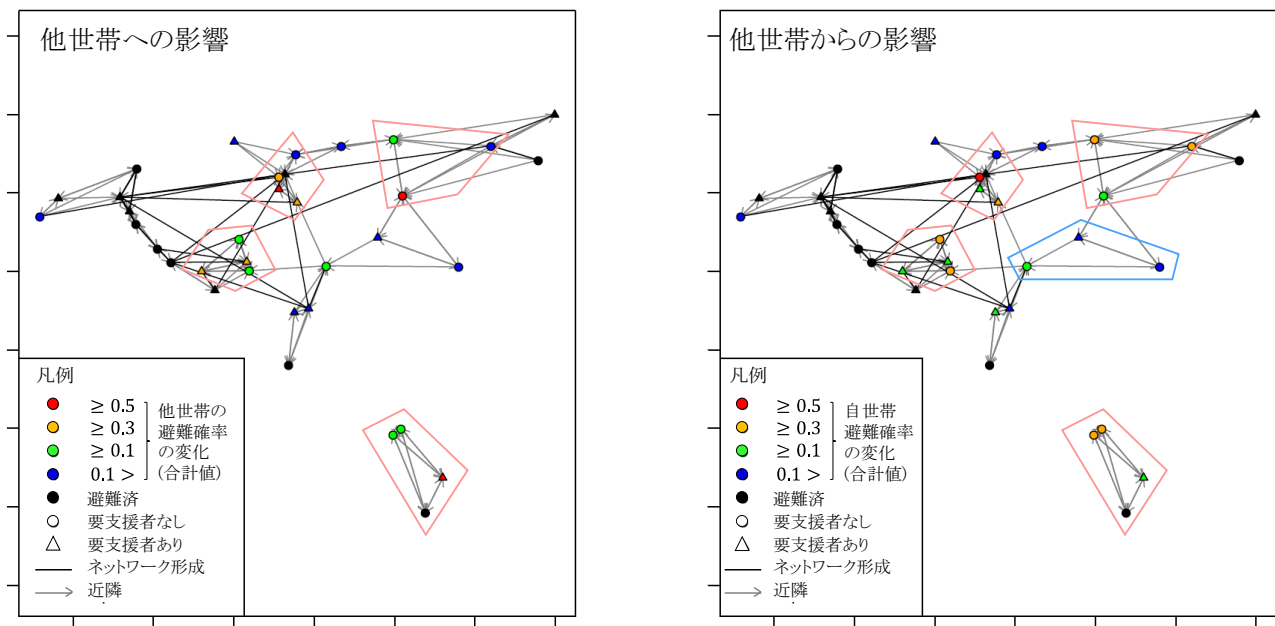 他世帯への影響
凡例
≥ 0.5
≥ 0.3
≥ 0.1
0.1 >
他世帯の
避難確率
の変化
(合計値)
避難済
要支援者なし
要支援者あり
ネットワーク形成
近隣
他世帯からの影響
凡例
≥ 0.5
≥ 0.3
≥ 0.1
0.1 >
自世帯
避難確率
の変化
(合計値)
避難済
要支援者なし
要支援者あり
ネットワーク形成
近隣